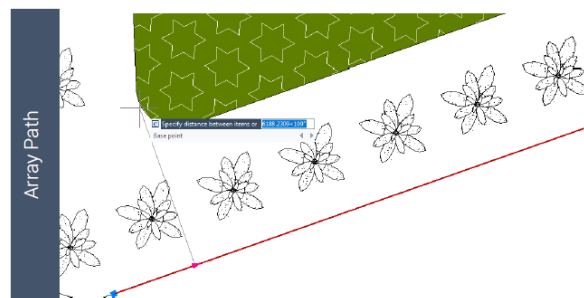 Array Path
Specify distance between items or
Base point